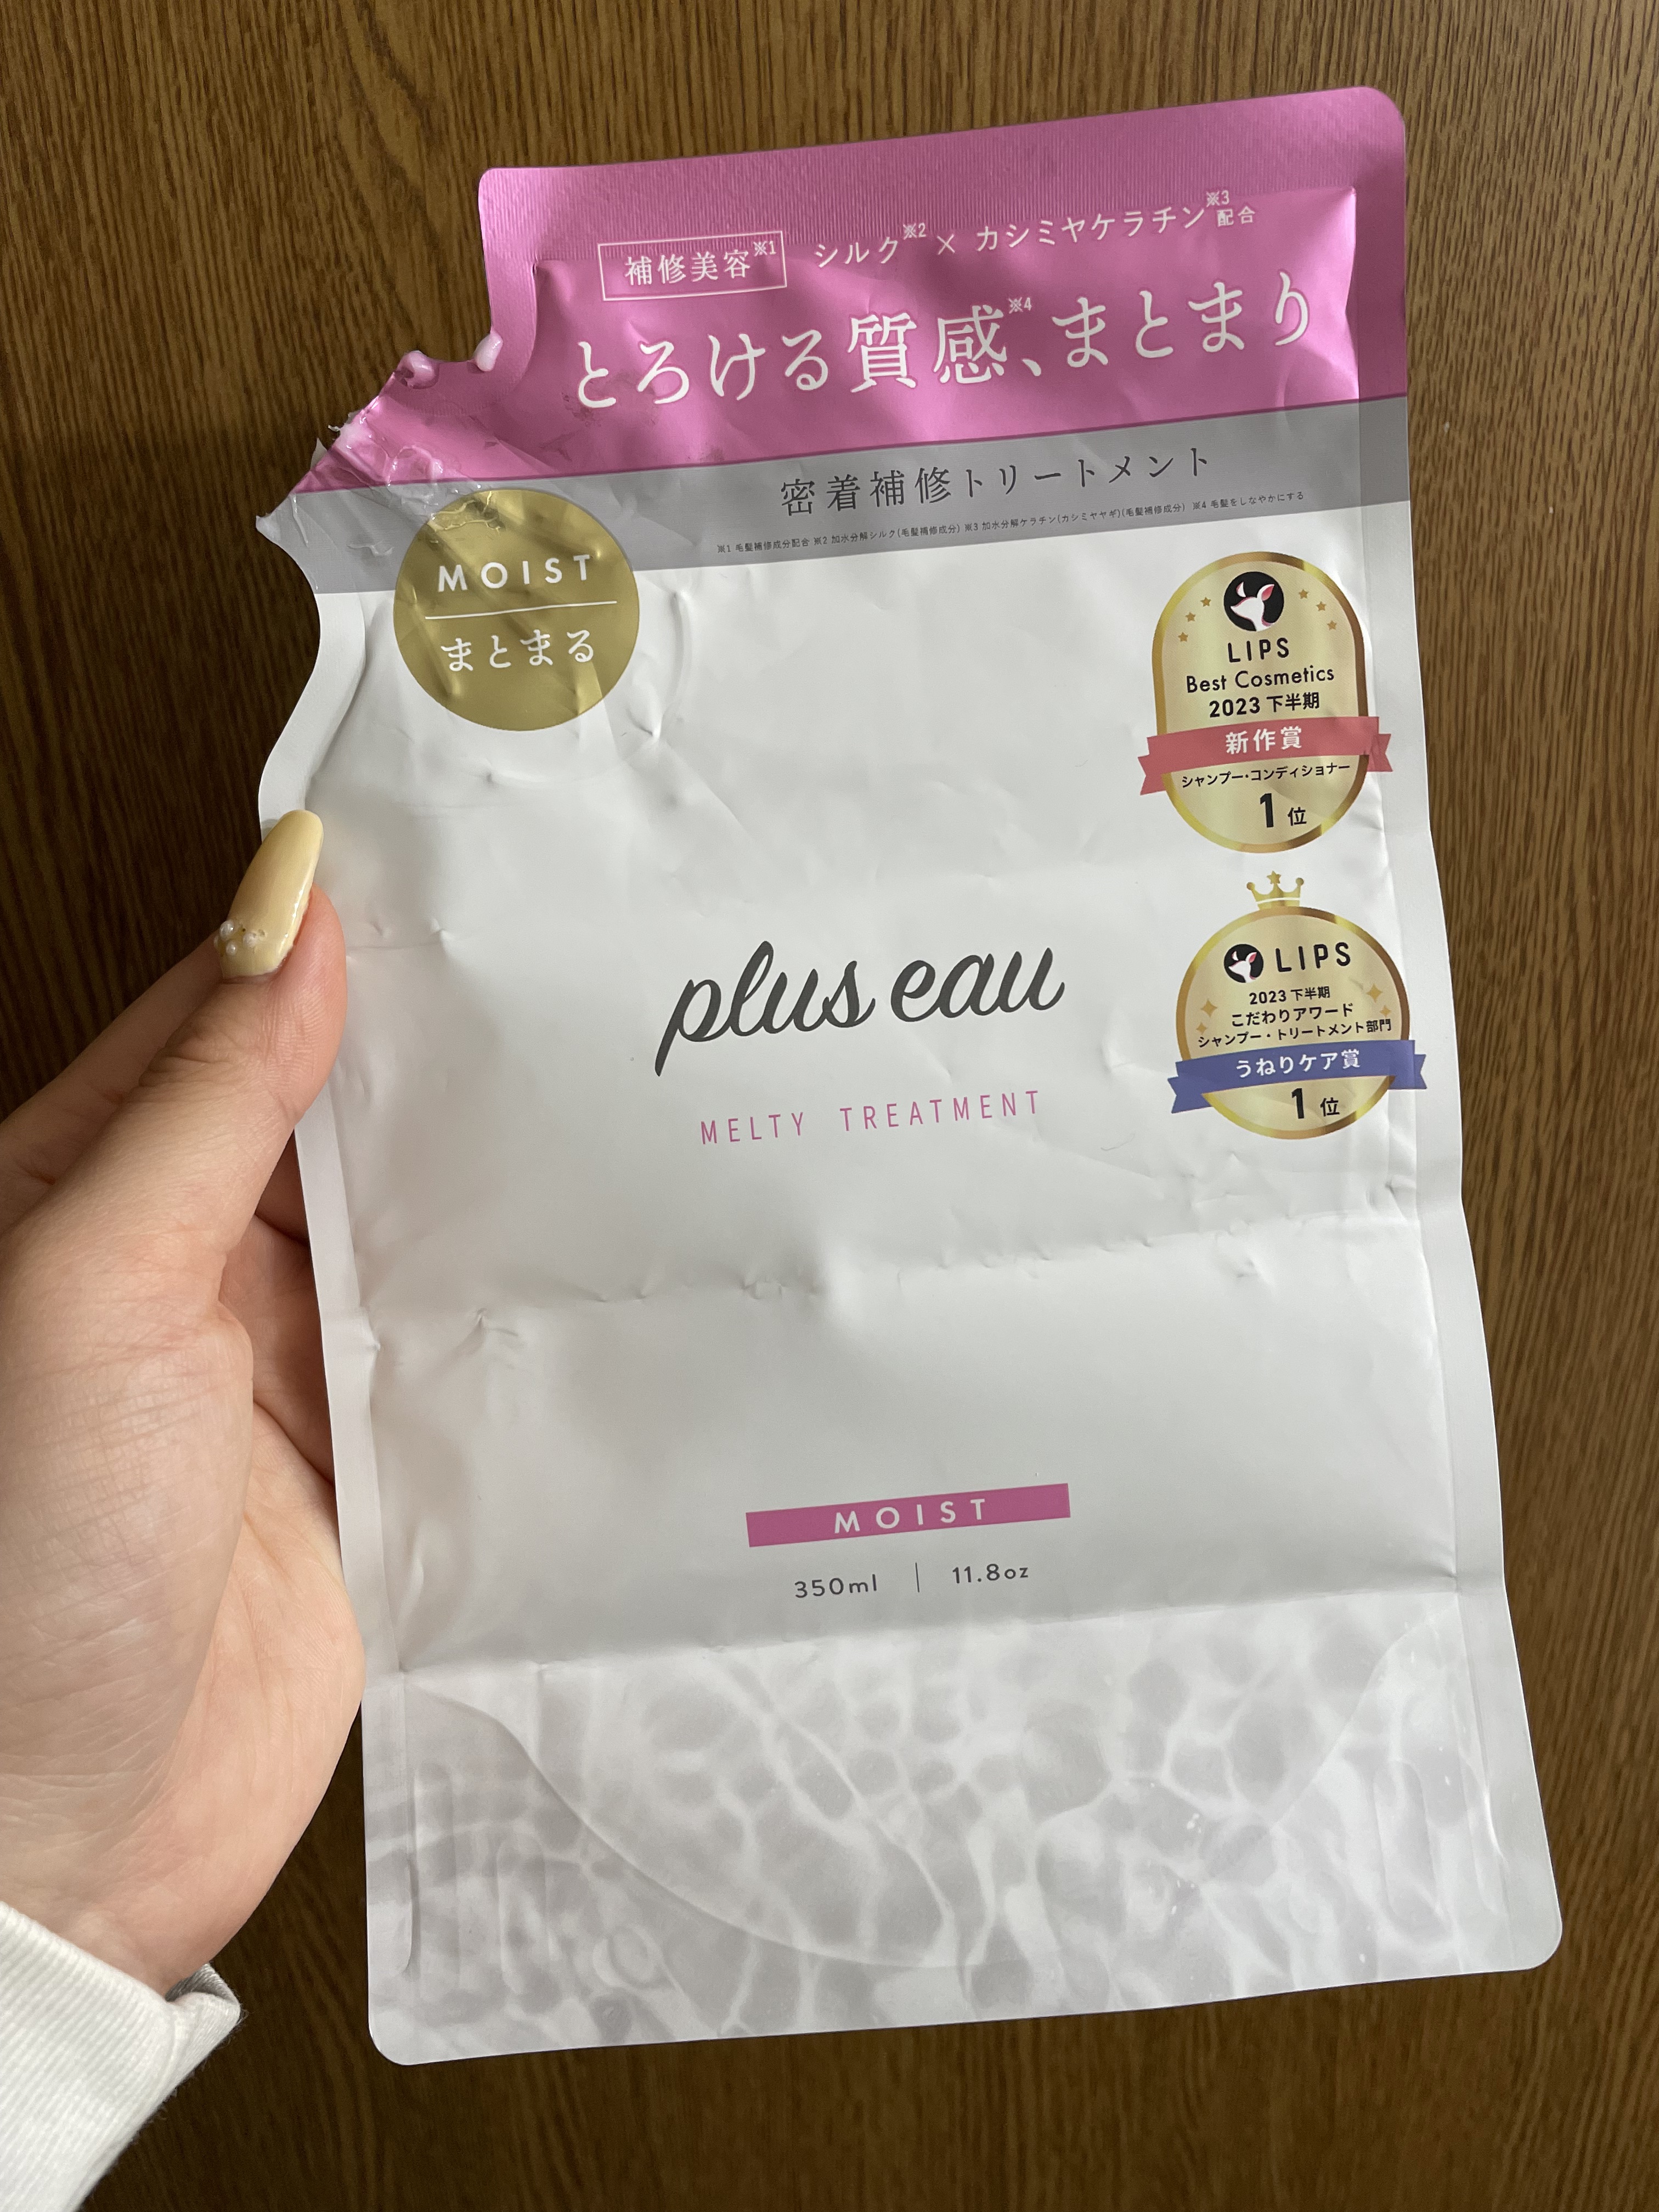 補修美容※1 シルク※2 × カシミヤケラチン※3配合
とろける質感※4、まとまり
密着補修トリートメント
※1 毛髪補修成分配合 ※2 加水分解シルク(毛髪補修成分) ※3 加水分解ケラチン(カシミヤヤギ)(毛髪補修成分) ※4 毛髪をしなやかにする
MOIST
まとまる
LIPS
Best Cosmetics
2023 下半期
新作賞
シャンプー・コンディショナー
1位
plus eau
MELTY TREATMENT
LIPS
2023 下半期
こだわりアワード
シャンプー・トリートメント部門
うねりケア賞
1位
MOIST
350ml | 11.8oz